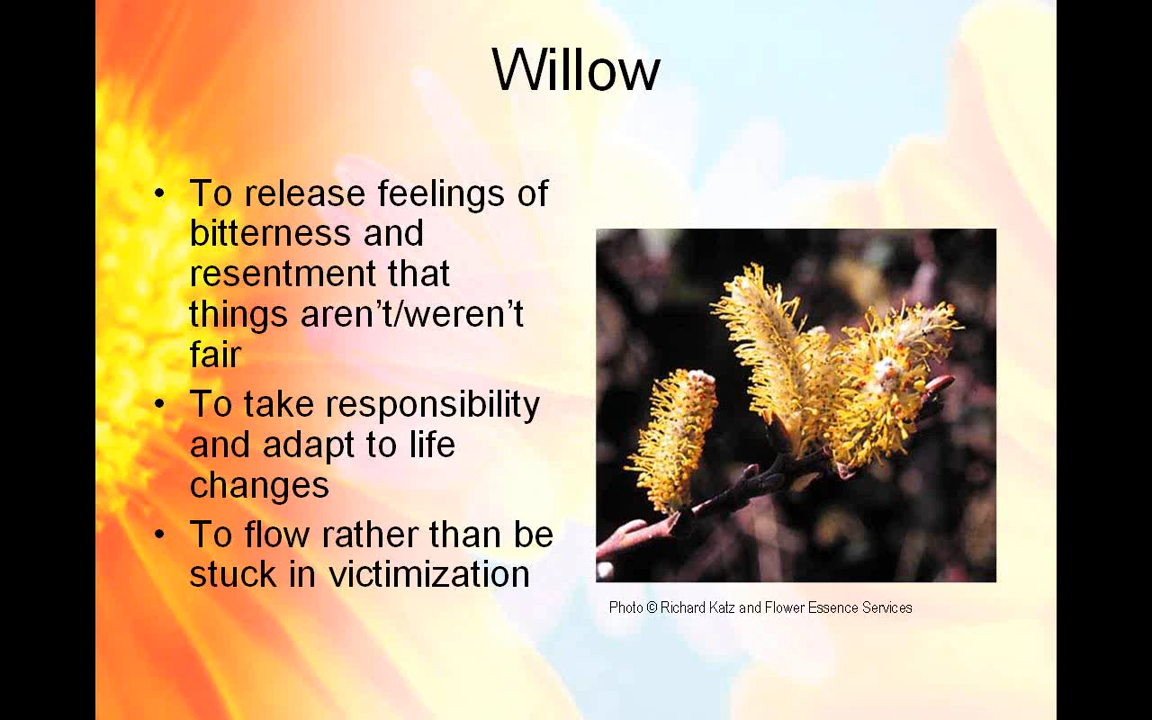 Willow
• To release feelings of
bitterness and
resentment that
things aren’t/weren’t
fair
• To take responsibility
and adapt to life
changes
• To flow rather than be
stuck in victimization
Photo © Richard Katz and Flower Essence Services